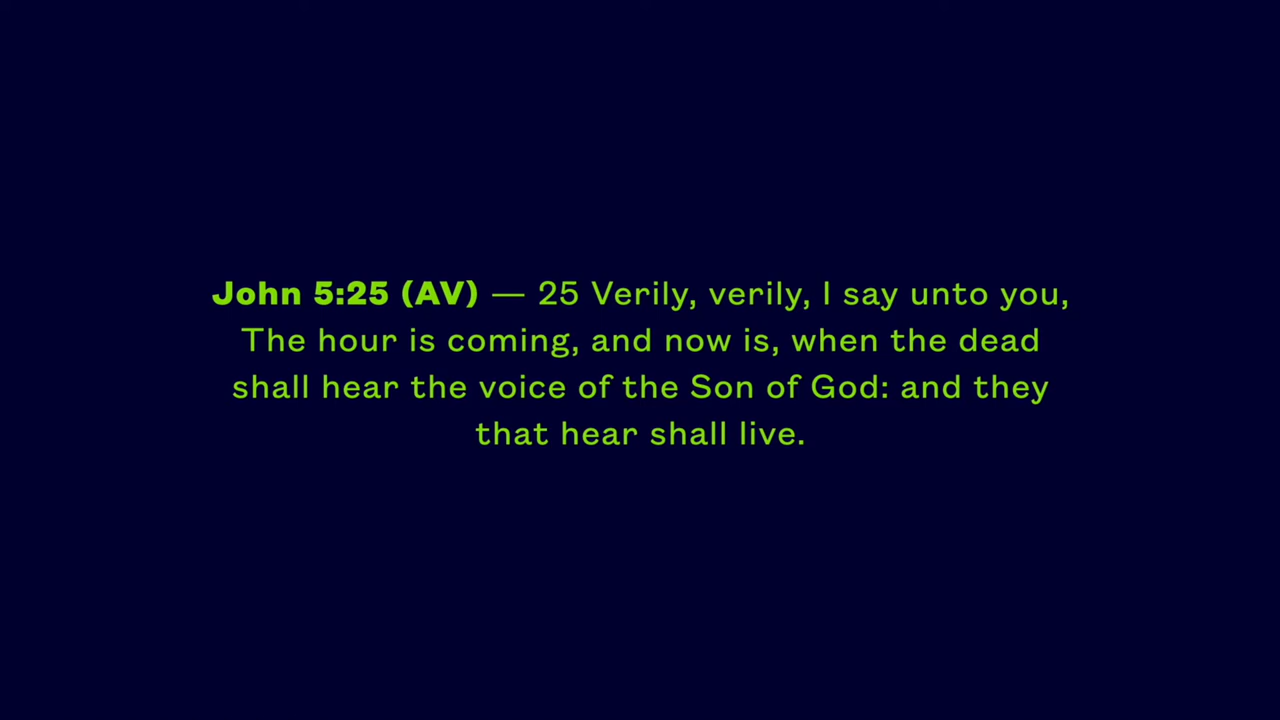 John 5:25 (AV) — 25 Verily, verily, I say unto you,
The hour is coming, and now is, when the dead
shall hear the voice of the Son of God: and they
that hear shall live.